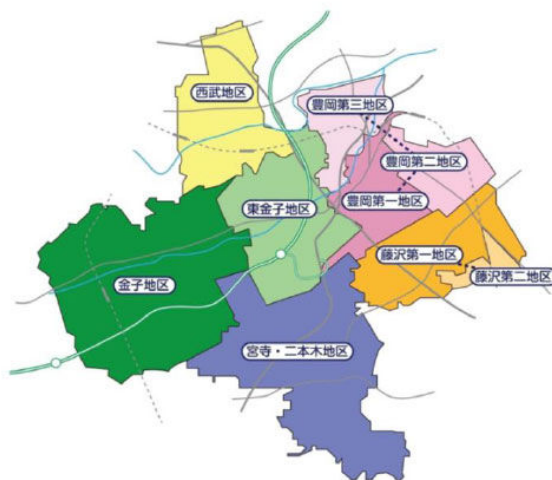 西武地区
豊岡第三地区
豊岡第二地区
豊岡第一地区
東金子地区
藤沢第一地区
藤沢第二地区
金子地区
宮寺・二本木地区